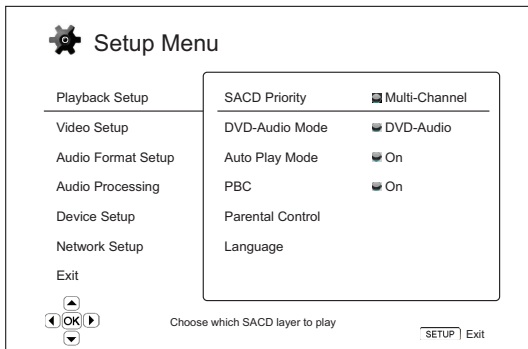 Setup Menu
Playback Setup
SACD Priority Multi-Channel
Video Setup
DVD-Audio Mode DVD-Audio
Audio Format Setup
Auto Play Mode On
Audio Processing
PBC On
Device Setup
Parental Control
Network Setup
Language
Exit
OK
Choose which SACD layer to play
SETUP Exit